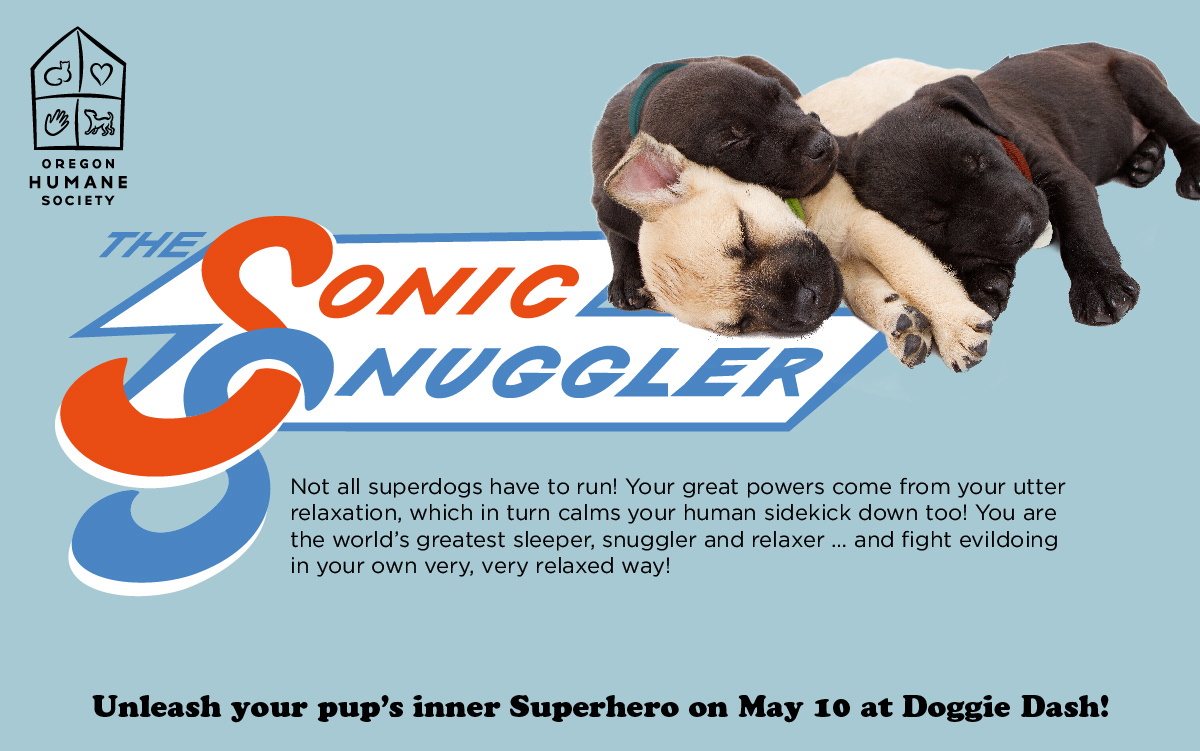 OREGON
HUMANE
SOCIETY
THE
SONIC
SNUGGLER
Not all superdogs have to run! Your great powers come from your utter
relaxation, which in turn calms your human sidekick down too! You are
the world’s greatest sleeper, snuggler and relaxer ... and fight evildoing
in your own very, very relaxed way!
Unleash your pup’s inner Superhero on May 10 at Doggie Dash!